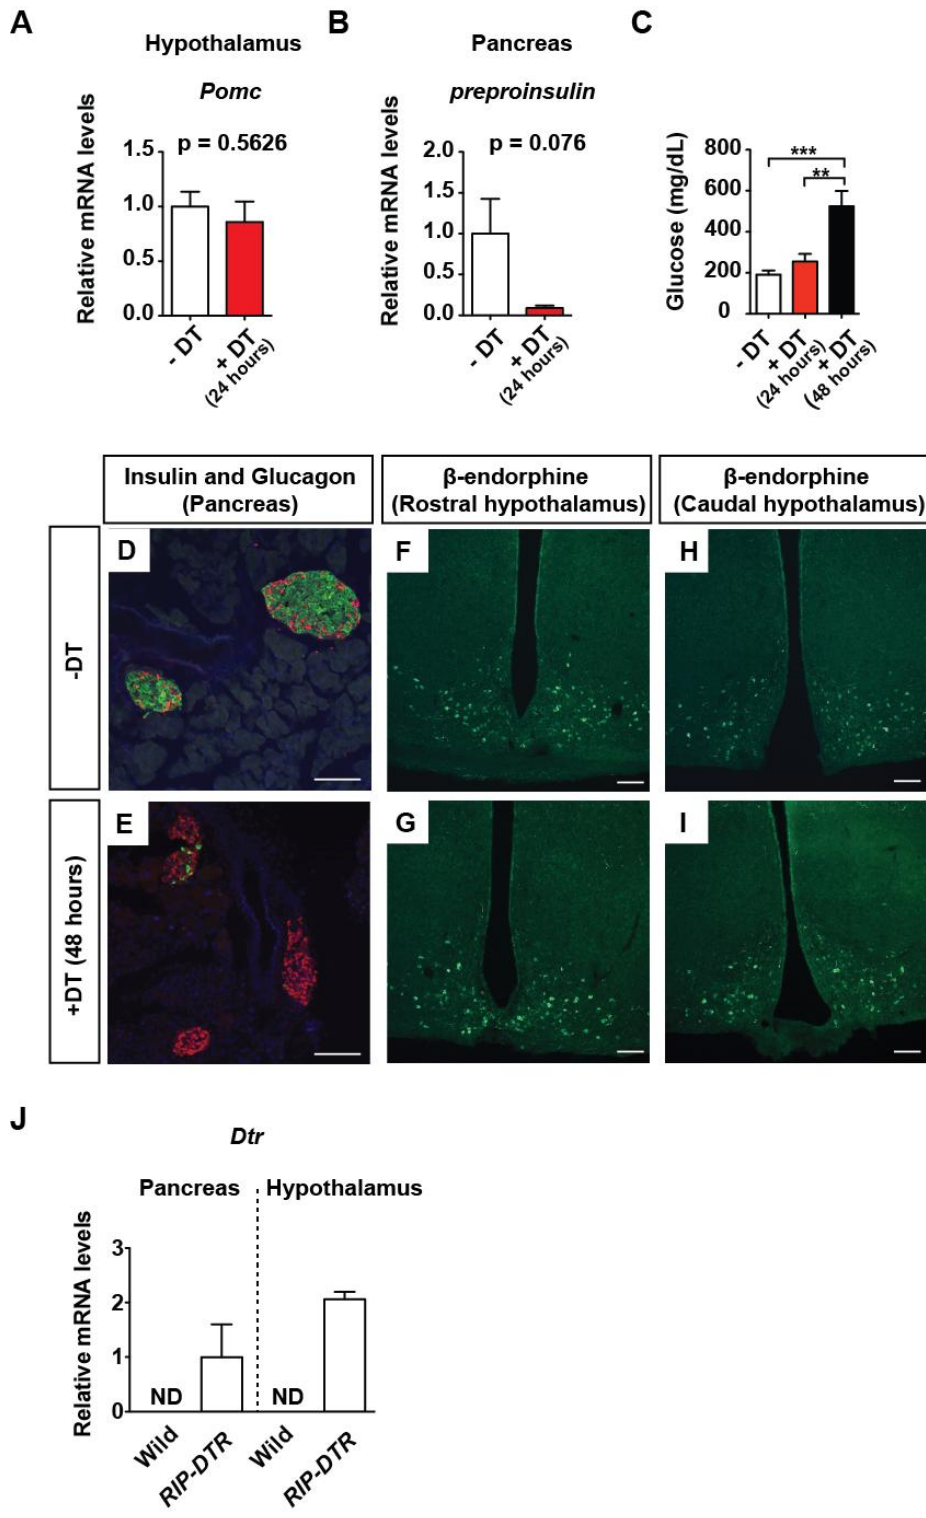 A
Hypothalamus
Pomc
Relative mRNA levels
p = 0.5626
1.5
1.0
0.5
0.0
- DT
+ DT
(24 hours)
B
Pancreas
preproinsulin
Relative mRNA levels
p = 0.076
2.0
1.5
1.0
0.5
0.0
- DT
+ DT
(24 hours)
C
Glucose (mg/dL)
800
600
400
200
0
***
**
- DT
+ DT
(24 hours)
+ DT
(48 hours)
Insulin and Glucagon
(Pancreas)
β-endorphine
(Rostral hypothalamus)
β-endorphine
(Caudal hypothalamus)
-DT
D
F
H
+DT (48 hours)
E
G
I
J
Dtr
Pancreas
Hypothalamus
Relative mRNA levels
3
2
1
0
ND
ND
Wild
RIP-DTR
Wild
RIP-DTR